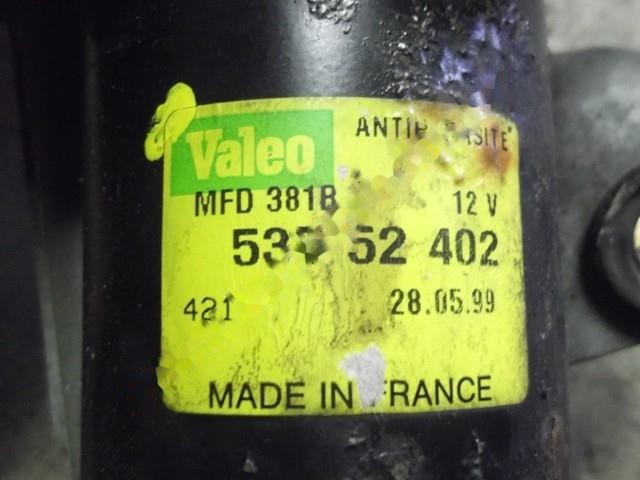 Valeo
MFD 381B 12 V
52 402
421 28.05.99
MADE IN FRANCE